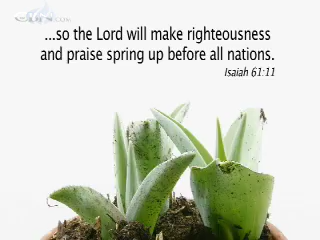 ...so the Lord will make righteousness
and praise spring up before all nations.
Isaiah 61:11